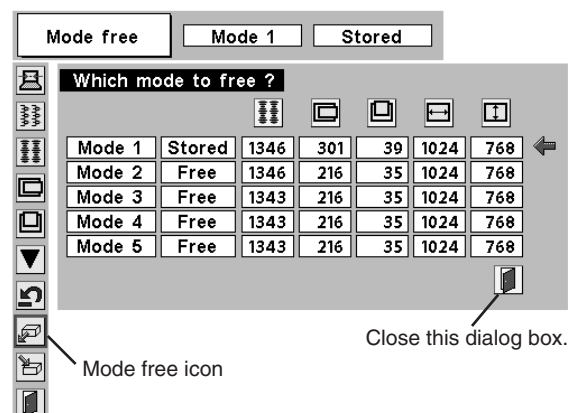 Mode free Mode 1 Stored
Which mode to free ?
Mode 1 Stored 1346 301 39 1024 768
Mode 2 Free 1346 216 35 1024 768
Mode 3 Free 1343 216 35 1024 768
Mode 4 Free 1343 216 35 1024 768
Mode 5 Free 1343 216 35 1024 768
Close this dialog box.
Mode free icon